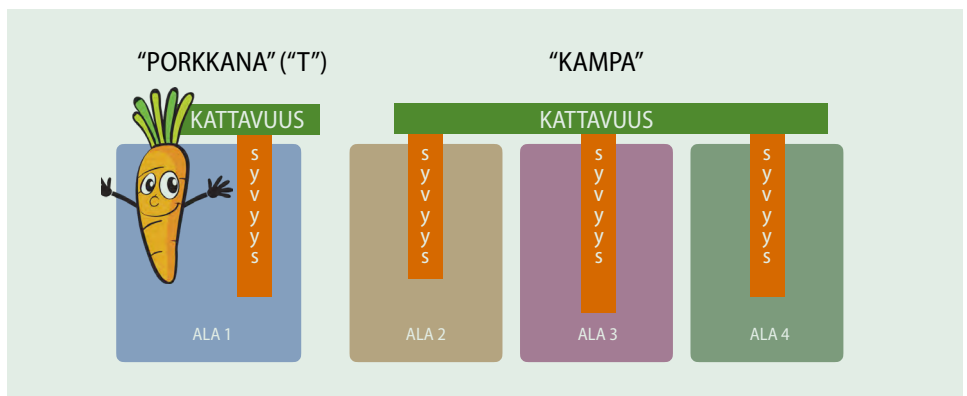 “PORKKANA” (“T”)
“KAMPA”
KATTAVUUS
KATTAVUUS
syvyys
syvyys
syvyys
syvyys
ALA 1
ALA 2
ALA 3
ALA 4